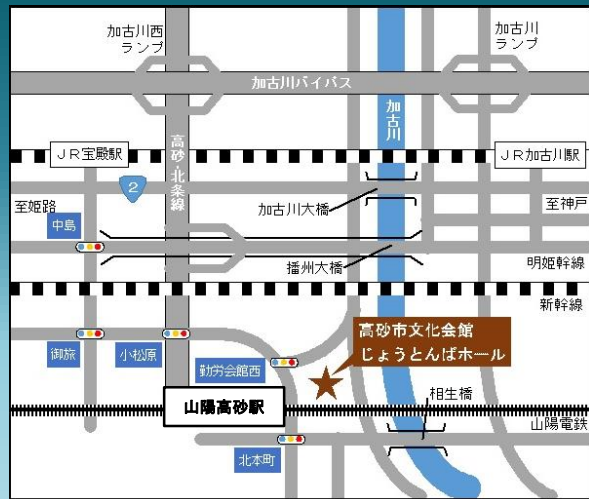 加古川西
ランプ
加古川
ランプ
加古川バイパス
加古川
高砂・北条線
ＪＲ宝殿駅
ＪＲ加古川駅
2
至姫路
加古川大橋
至神戸
中島
播州大橋
明姫幹線
新幹線
高砂市文化会館
じょうとんばホール
御旅
小松原
勤労会館西
山陽高砂駅
相生橋
山陽電鉄
北本町